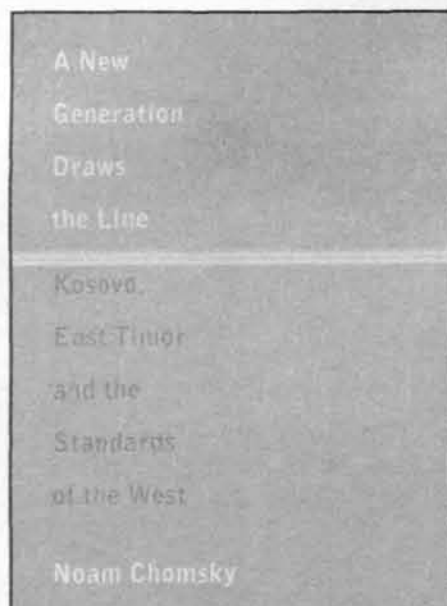 A New
Generation
Draws
the Line
Kosovo,
East Timor
and the
Standards
of the West
Noam Chomsky